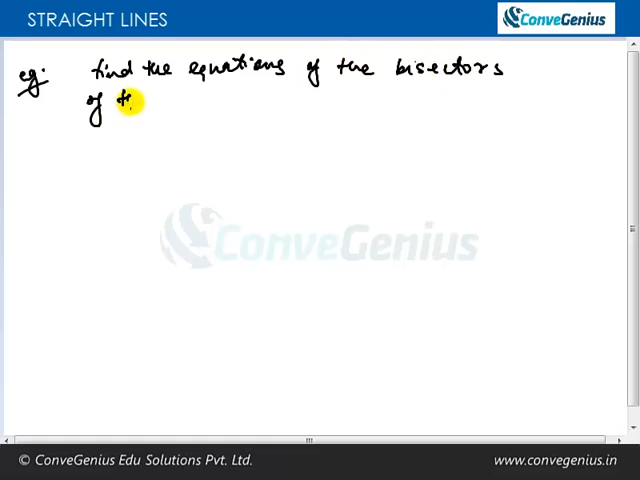 STRAIGHT LINES
ConveGenius
eg: find the equations of the bisectors
of
ConveGenius
© ConveGenius Edu Solutions Pvt. Ltd. www.convegenius.in